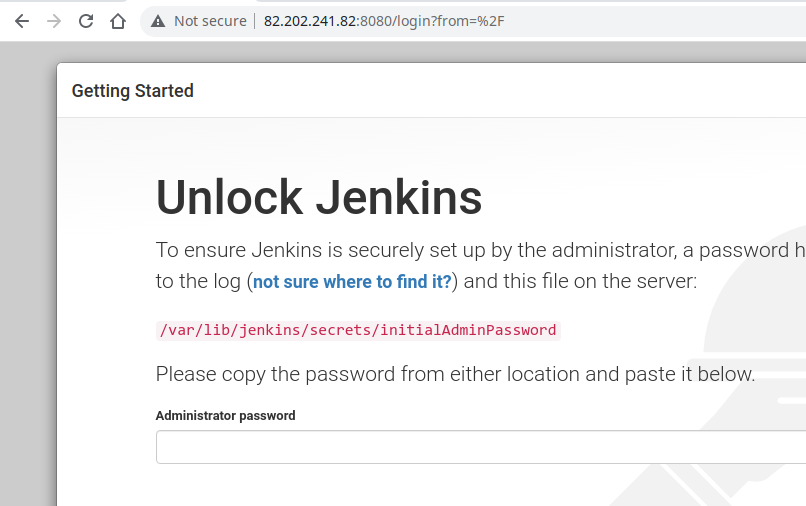 Not secure | 82.202.241.82:8080/login?from=%2F
Getting Started
Unlock Jenkins
To ensure Jenkins is securely set up by the administrator, a password h
to the log (not sure where to find it?) and this file on the server:
/var/lib/jenkins/secrets/initialAdminPassword
Please copy the password from either location and paste it below.
Administrator password